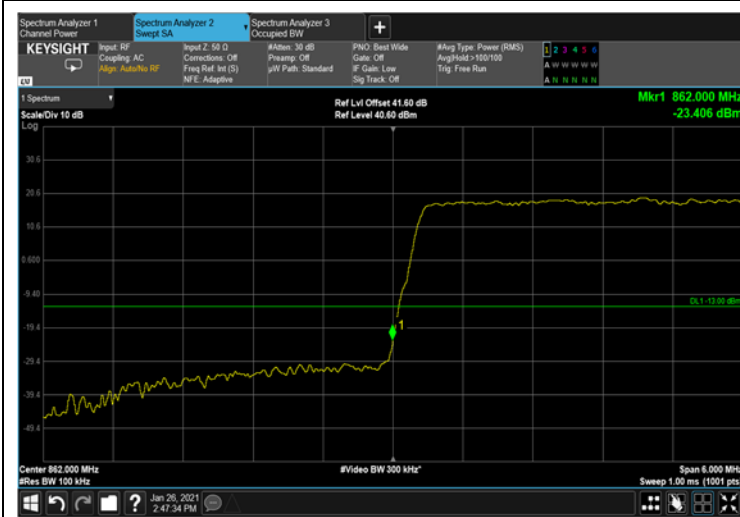 Spectrum Analyzer 1
Channel Power
Spectrum Analyzer 2
Swept SA
Spectrum Analyzer 3
Occupied BW
+
KEYSIGHT
Input: RF
Coupling: AC
Align: Auto/No RF
Input Z: 50 Ω
Corrections: Off
Freq Ref: Int (S)
NFE: Adaptive
#Atten: 30 dB
Preamp: Off
µW Path: Standard
PNO: Best Wide
Gate: Off
IF Gain: Low
Sig Track: Off
#Avg Type: Power (RMS)
Avg|Hold:>100/100
Trig: Free Run
1 2 3 4 5 6
A W W W W W
A N N N N N
LXI
1 Spectrum
Scale/Div 10 dB
Log
Ref Lvl Offset 41.60 dB
Ref Level 40.60 dBm
Mkr1 862.000 MHz
-23.406 dBm
30.6
20.6
10.6
0.600
-9.40
DL1 -13.00 dBm
-19.4
1
-29.4
-39.4
-49.4
Center 862.000 MHz
#Res BW 100 kHz
#Video BW 300 kHz*
Span 6.000 MHz
Sweep 1.00 ms (1001 pts)
?
Jan 26, 2021
2:47:34 PM